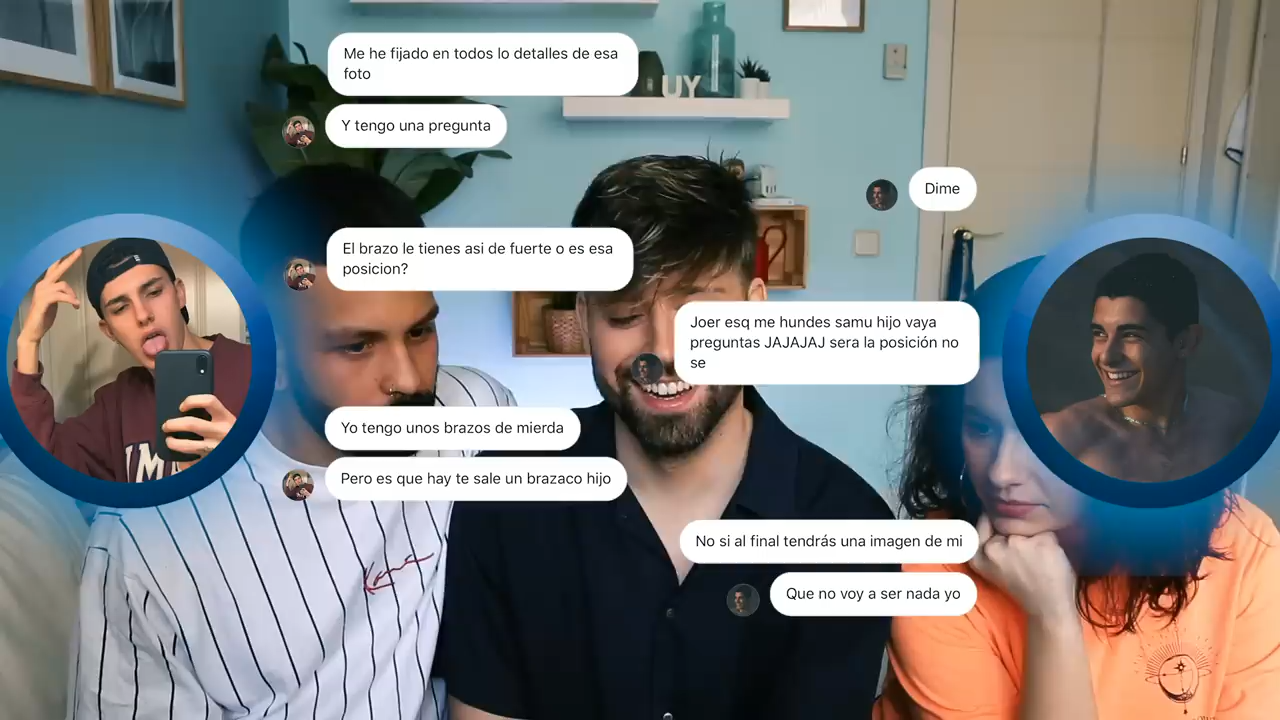 Me he fijado en todos lo detalles de esa
foto
UY
Y tengo una pregunta
Dime
El brazo le tienes asi de fuerte o es esa
posicion?
Joer esq me hundes samu hijo vaya
preguntas JAJAJAJ sera la posición no
se
Yo tengo unos brazos de mierda
Pero es que hay te sale un brazaco hijo
No si al final tendrás una imagen de mi
Que no voy a ser nada yo